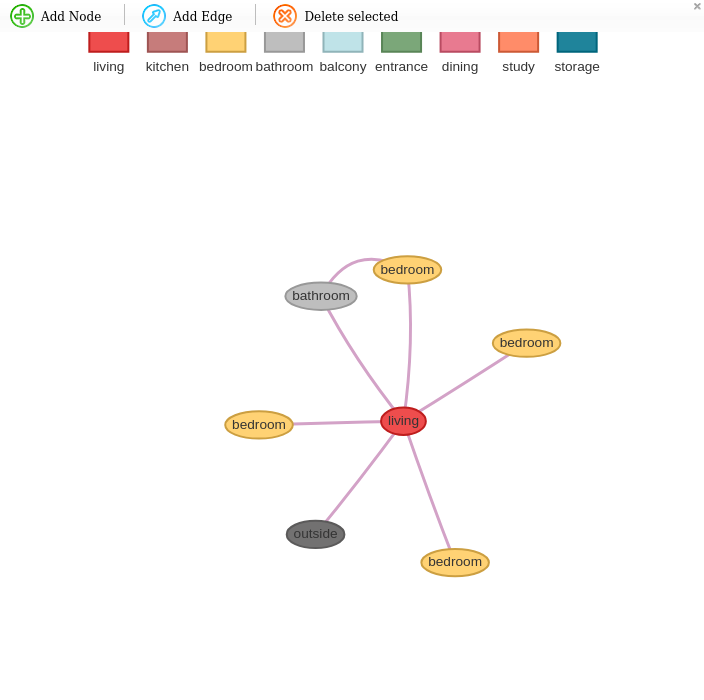 Add Node Add Edge Delete selected
living kitchen bedroom bathroom balcony entrance dining study storage
bedroom
bathroom
bedroom
living
bedroom
outside
bedroom